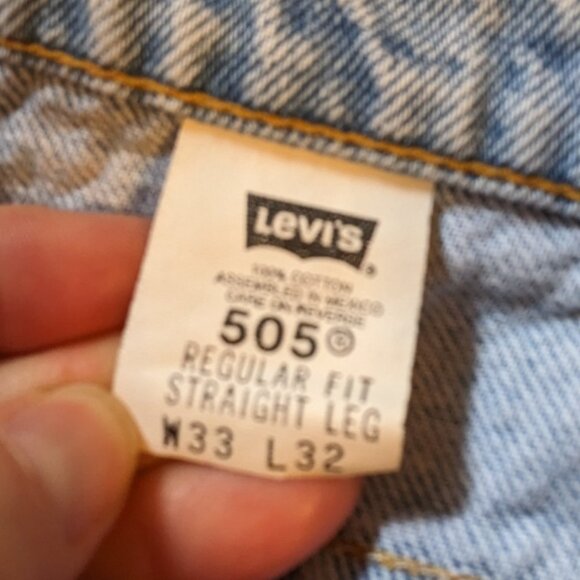 Levi's
100% COTTON
ASSEMBLED IN MEXICO
CARE ON REVERSE
505©
REGULAR FIT
STRAIGHT LEG
W33 L32